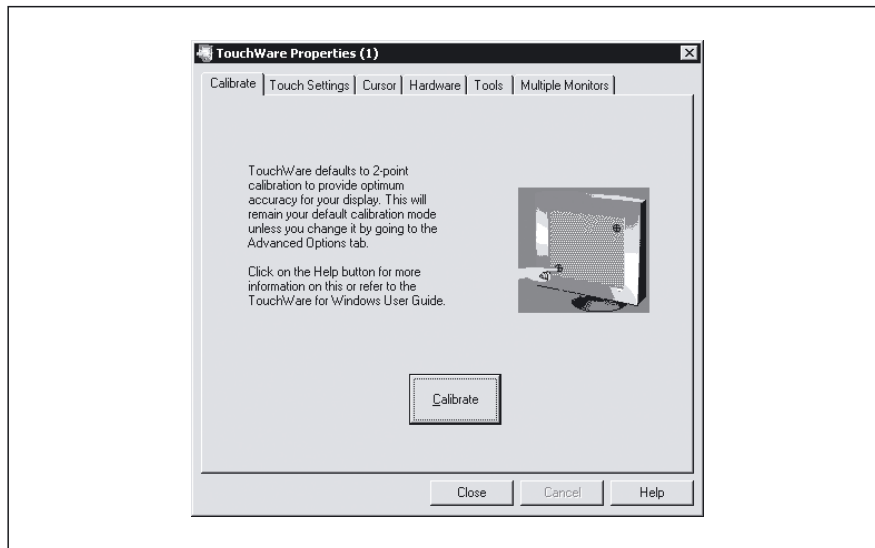 TouchWare Properties (1)
Calibrate Touch Settings Cursor Hardware Tools Multiple Monitors
TouchWare defaults to 2-point
calibration to provide optimum
accuracy for your display. This will
remain your default calibration mode
unless you change it by going to the
Advanced Options tab.
Click on the Help button for more
information on this or refer to the
TouchWare for Windows User Guide.
Calibrate
Close Cancel Help